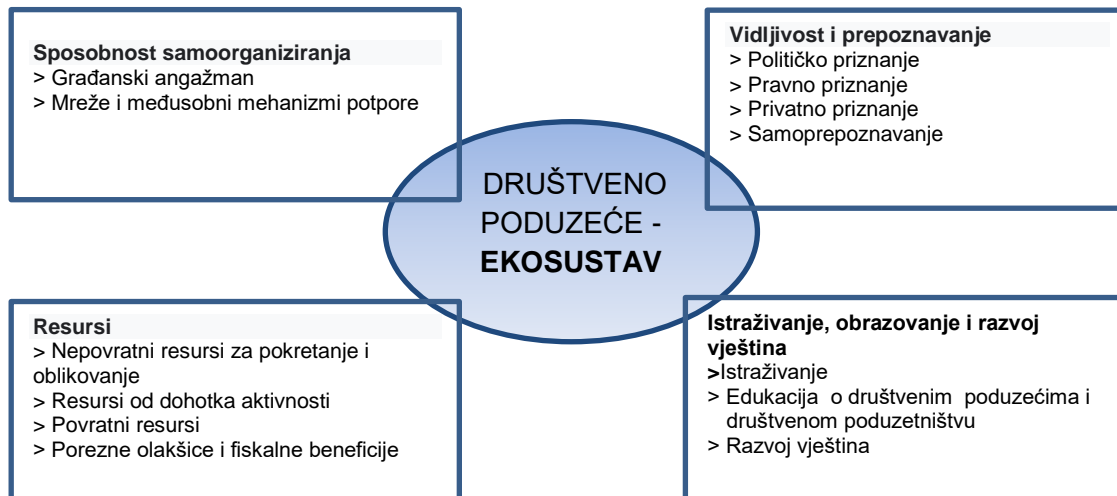 Sposobnost samoorganiziranja
> Građanski angažman
> Mreže i međusobni mehanizmi potpore
Vidljivost i prepoznavanje
> Političko priznanje
> Pravno priznanje
> Privatno priznanje
> Samoprepoznavanje
DRUŠTVENO
PODUZEĆE -
EKOSUSTAV
Resursi
> Nepovratni resursi za pokretanje i
oblikovanje
> Resursi od dohotka aktivnosti
> Povratni resursi
> Porezne olakšice i fiskalne beneficije
Istraživanje, obrazovanje i razvoj
vještina
>Istraživanje
> Edukacija o društvenim poduzećima i
društvenom poduzetništvu
> Razvoj vještina